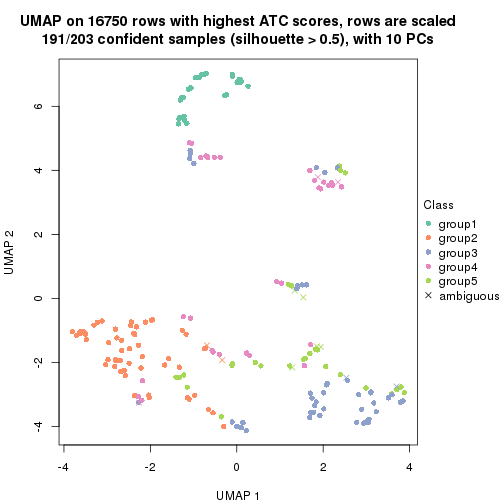 UMAP on 16750 rows with highest ATC scores, rows are scaled
191/203 confident samples (silhouette > 0.5), with 10 PCs
6
4
2
0
-2
-4
UMAP 2
-4
-2
0
2
4
UMAP 1
Class
group1
group2
group3
group4
group5
ambiguous